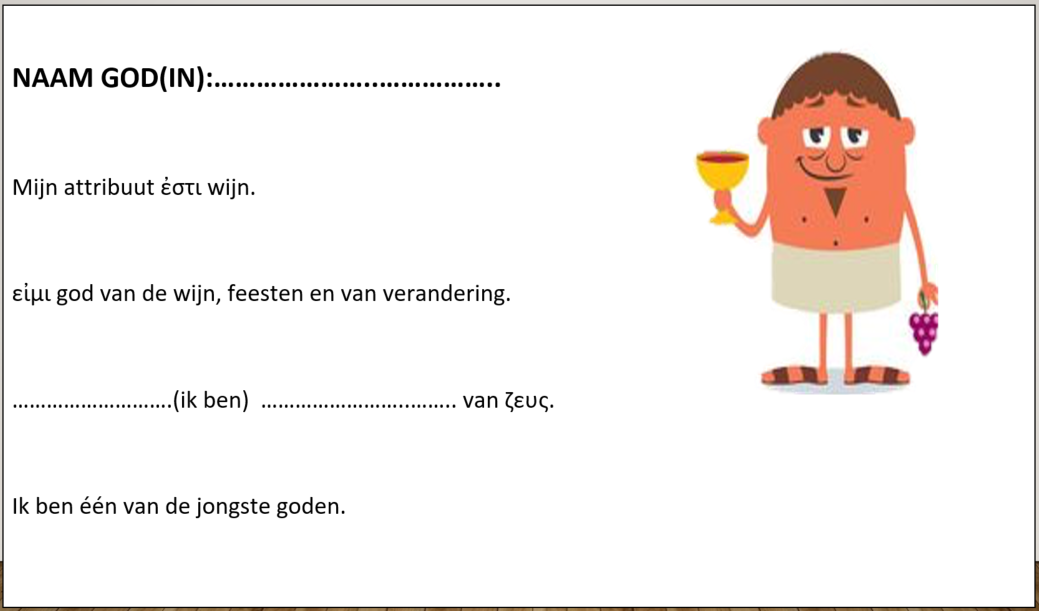 NAAM GOD(IN):…………………..……………..
Mijn attribuut ἐστι wijn.
εἰμι god van de wijn, feesten en van verandering.
……………………….(ik ben) ……………………..…….. van ζευς.
Ik ben één van de jongste goden.